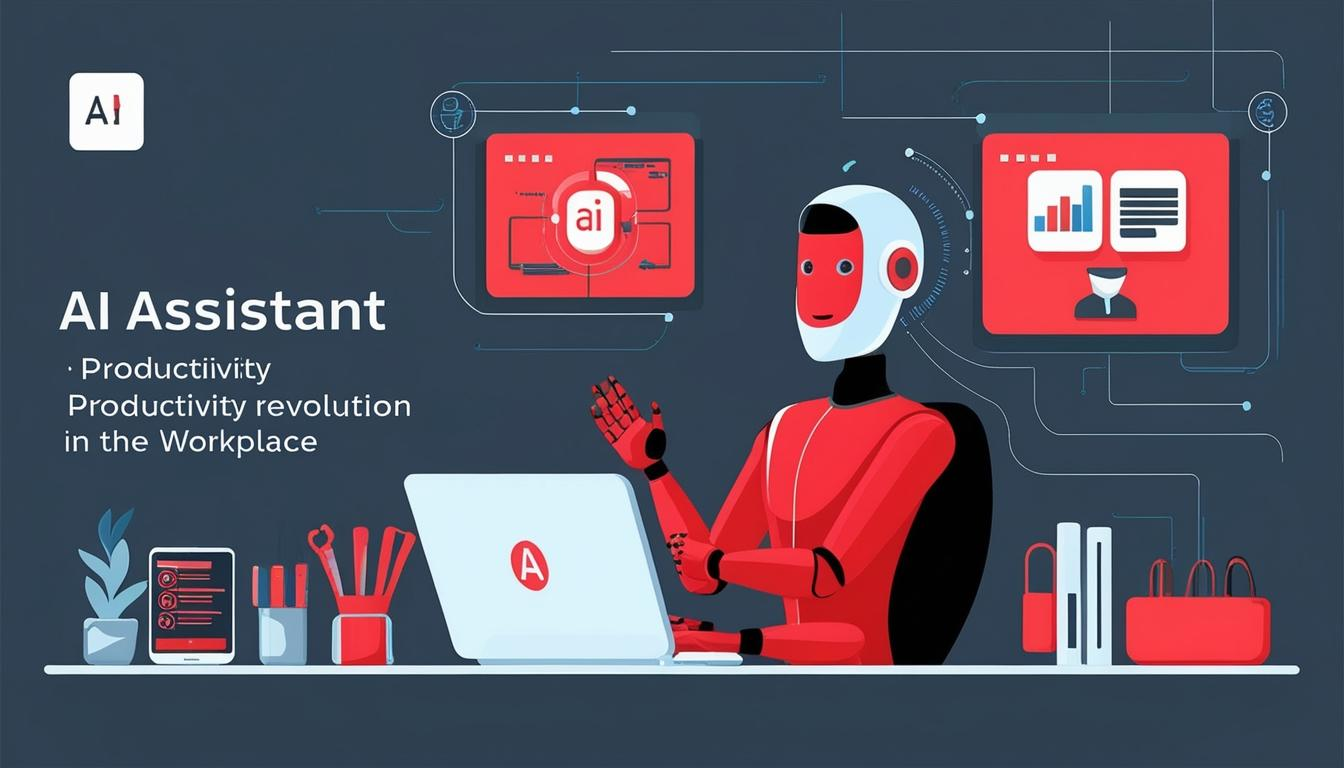 AI
AI Assistant
· Productiivity
Productivity revolution
in the Workplace
ai
A